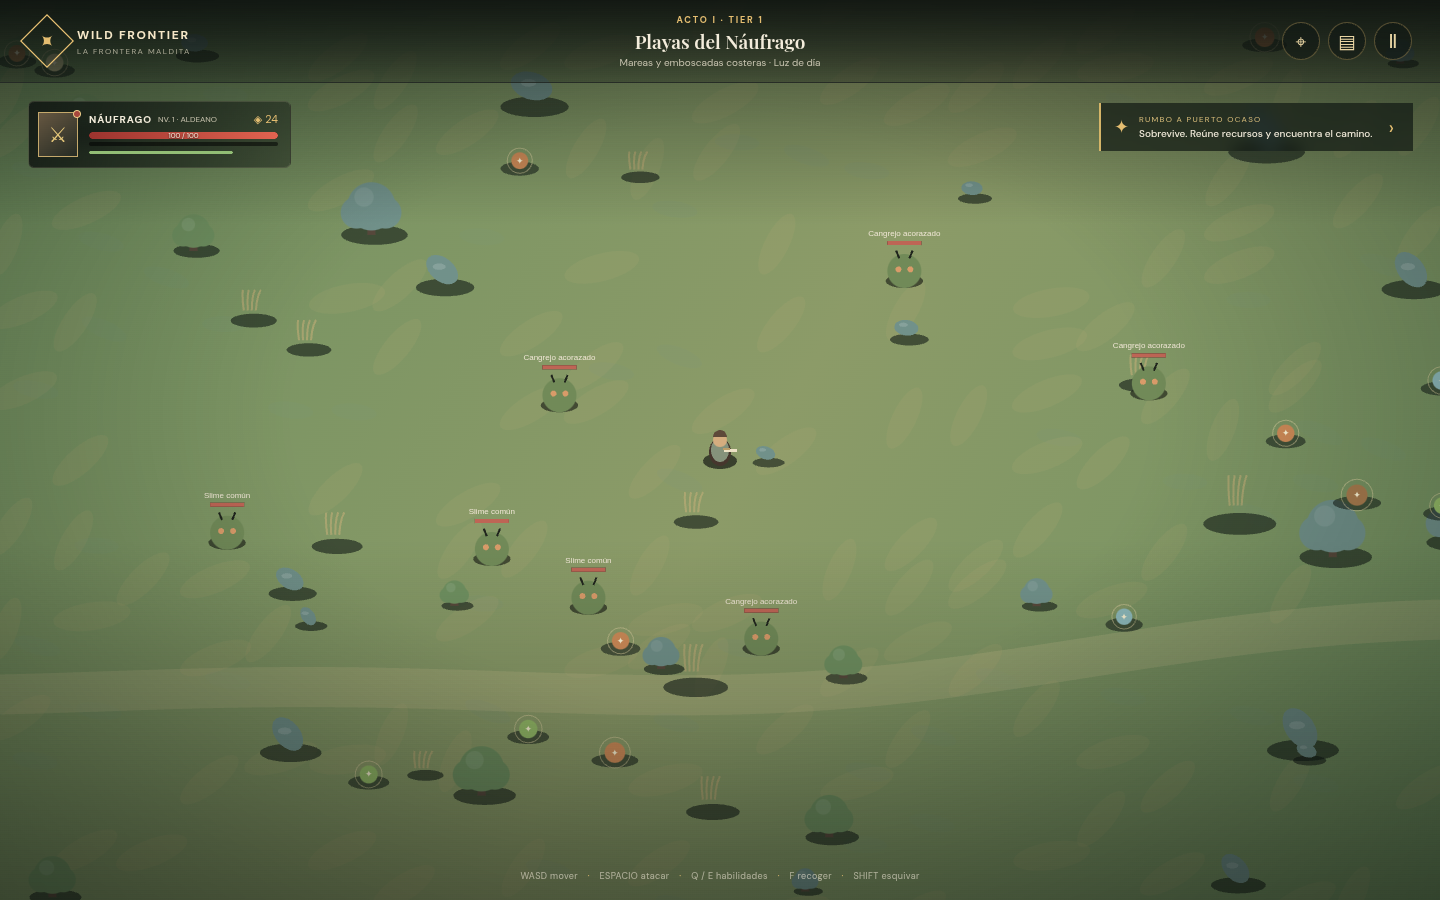 WILD FRONTIER
LA FRONTERA MALDITA
ACTO I · TIER 1
Playas del Náufrago
Mareas y emboscadas costeras · Luz de día
NÁUFRAGO NV. 1 · ALDEANO ◈ 24
100 / 100
RUMBO A PUERTO OCASO
Sobrevive. Reúne recursos y encuentra el camino.
Cangrejo acorazado
Cangrejo acorazado
Cangrejo acorazado
Slime común
Slime común
Slime común
Cangrejo acorazado
WASD mover · ESPACIO atacar · Q / E habilidades · F recoger · SHIFT esquivar